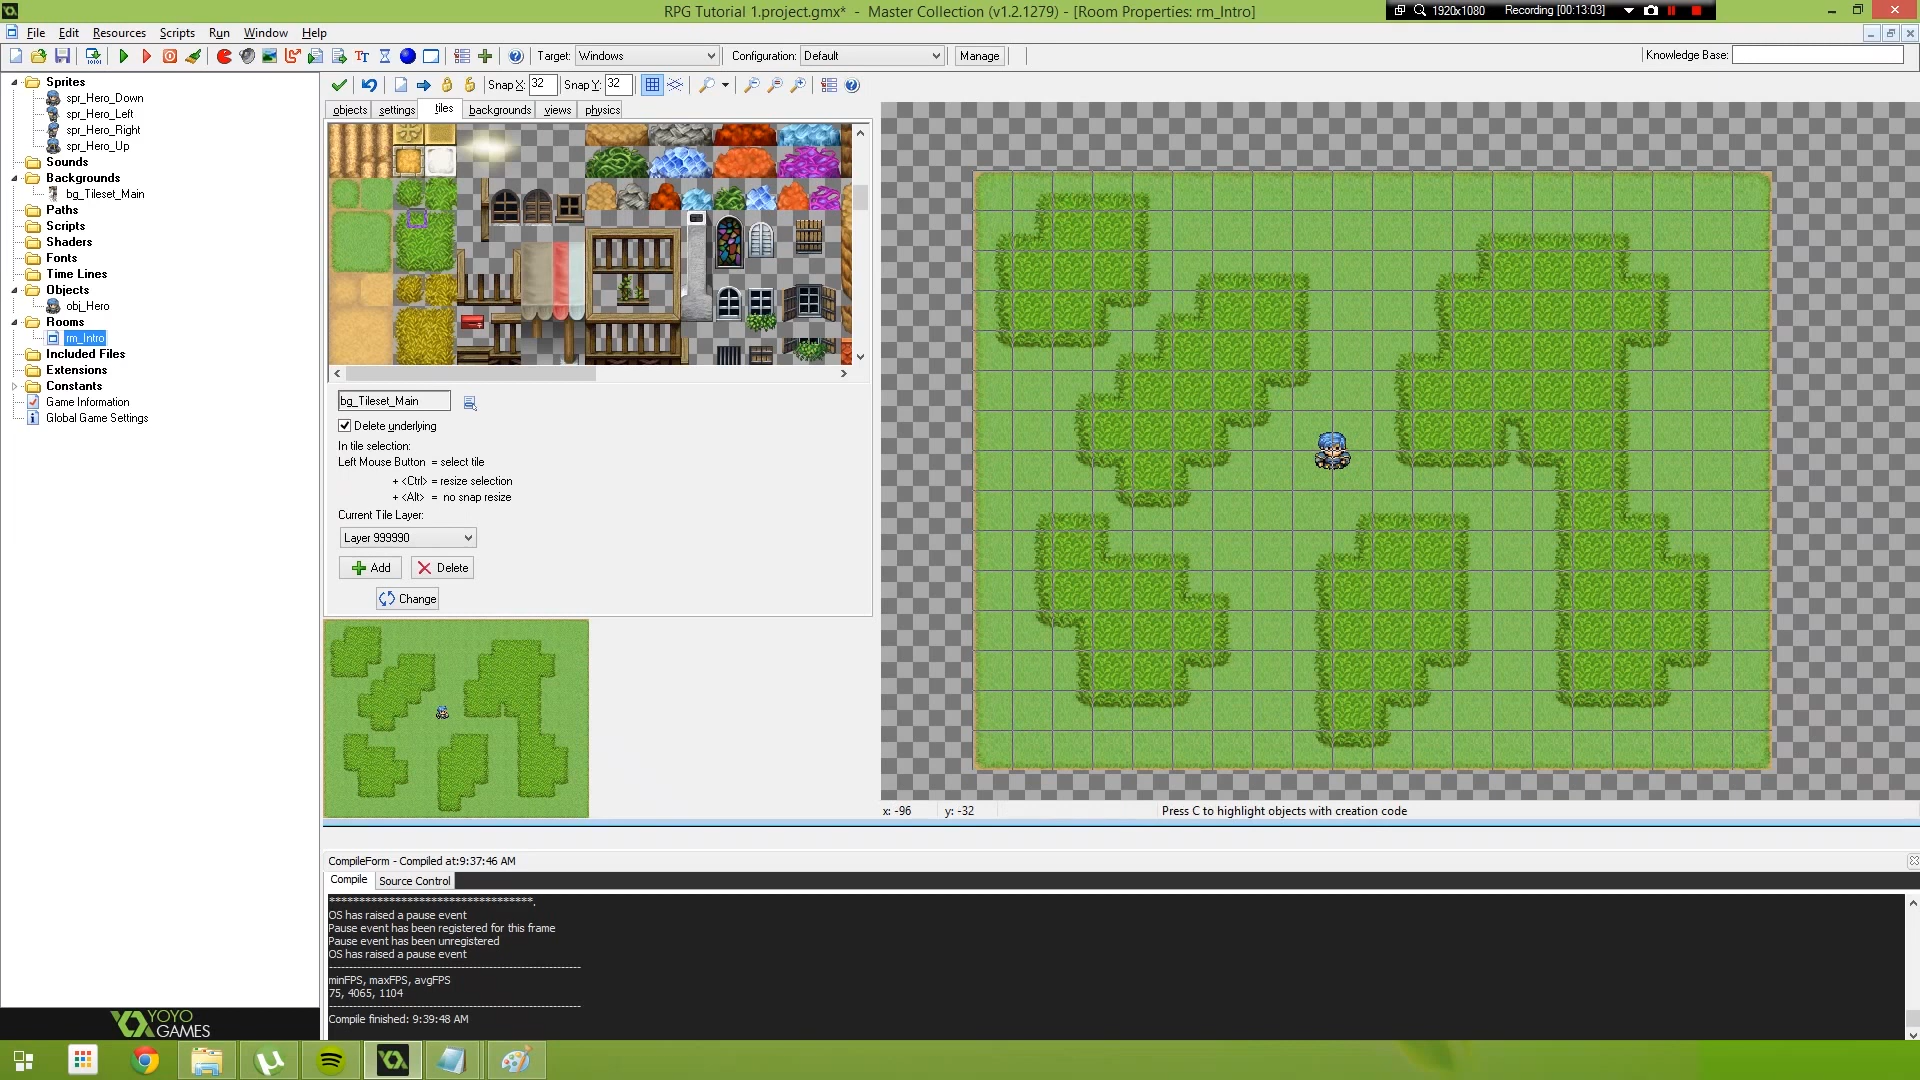 RPG Tutorial 1.project.gmx* - Master Collection (v1.2.1279) - [Room Properties: rm_Intro]
1920x1080 Recording [00:13:03]
File Edit Resources Scripts Run Window Help
Target: Windows Configuration: Default Manage Knowledge Base:
Sprites
spr_Hero_Down
spr_Hero_Left
spr_Hero_Right
spr_Hero_Up
Sounds
Backgrounds
bg_Tileset_Main
Paths
Scripts
Shaders
Fonts
Time Lines
Objects
obj_Hero
Rooms
rm_Intro
Included Files
Extensions
Constants
Game Information
Global Game Settings
YOYO
GAMES
Snap X: 32 Snap Y: 32
objects settings tiles backgrounds views physics
bg_Tileset_Main
Delete underlying
In tile selection:
Left Mouse Button = select tile
+ <Ctrl> = resize selection
+ <Alt> = no snap resize
Current Tile Layer:
Layer 999990
Add Delete
Change
x: -96 y: -32 Press C to highlight objects with creation code
CompileForm - Compiled at:9:37:46 AM
Compile Source Control
***********************************.
OS has raised a pause event
Pause event has been registered for this frame
Pause event has been unregistered
OS has raised a pause event
---------------------------------------------------------------
minFPS, maxFPS, avgFPS
75, 4065, 1104
---------------------------------------------------------------
Compile finished: 9:39:48 AM